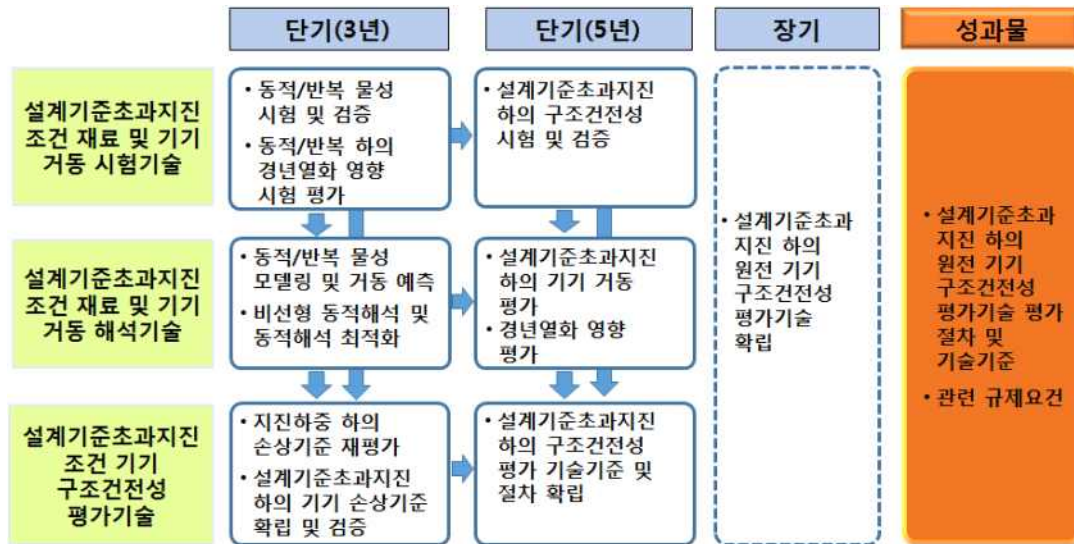 단기(3년)
단기(5년)
장기
성과물
설계기준초과지진
조건 재료 및 기기
거동 시험기술
• 동적/반복 물성
시험 및 검증
• 동적/반복 하의
경년열화 영향
시험 평가
• 설계기준초과지진
하의 구조건전성
시험 및 검증
설계기준초과지진
조건 재료 및 기기
거동 해석기술
• 동적/반복 물성
모델링 및 거동 예측
• 비선형 동적해석 및
동적해석 최적화
• 설계기준초과지진
하의 기기 거동
평가
• 경년열화 영향
평가
설계기준초과지진
조건 기기
구조건전성
평가기술
• 지진하중 하의
손상기준 재평가
• 설계기준초과지진
하의 기기 손상기준
확립 및 검증
• 설계기준초과지진
하의 구조건전성
평가 기술기준 및
절차 확립
• 설계기준초과
지진 하의
원전 기기
구조건전성
평가기술
확립
• 설계기준초과
지진 하의
원전 기기
구조건전성
평가기술 평가
절차 및
기술기준
• 관련 규제요건